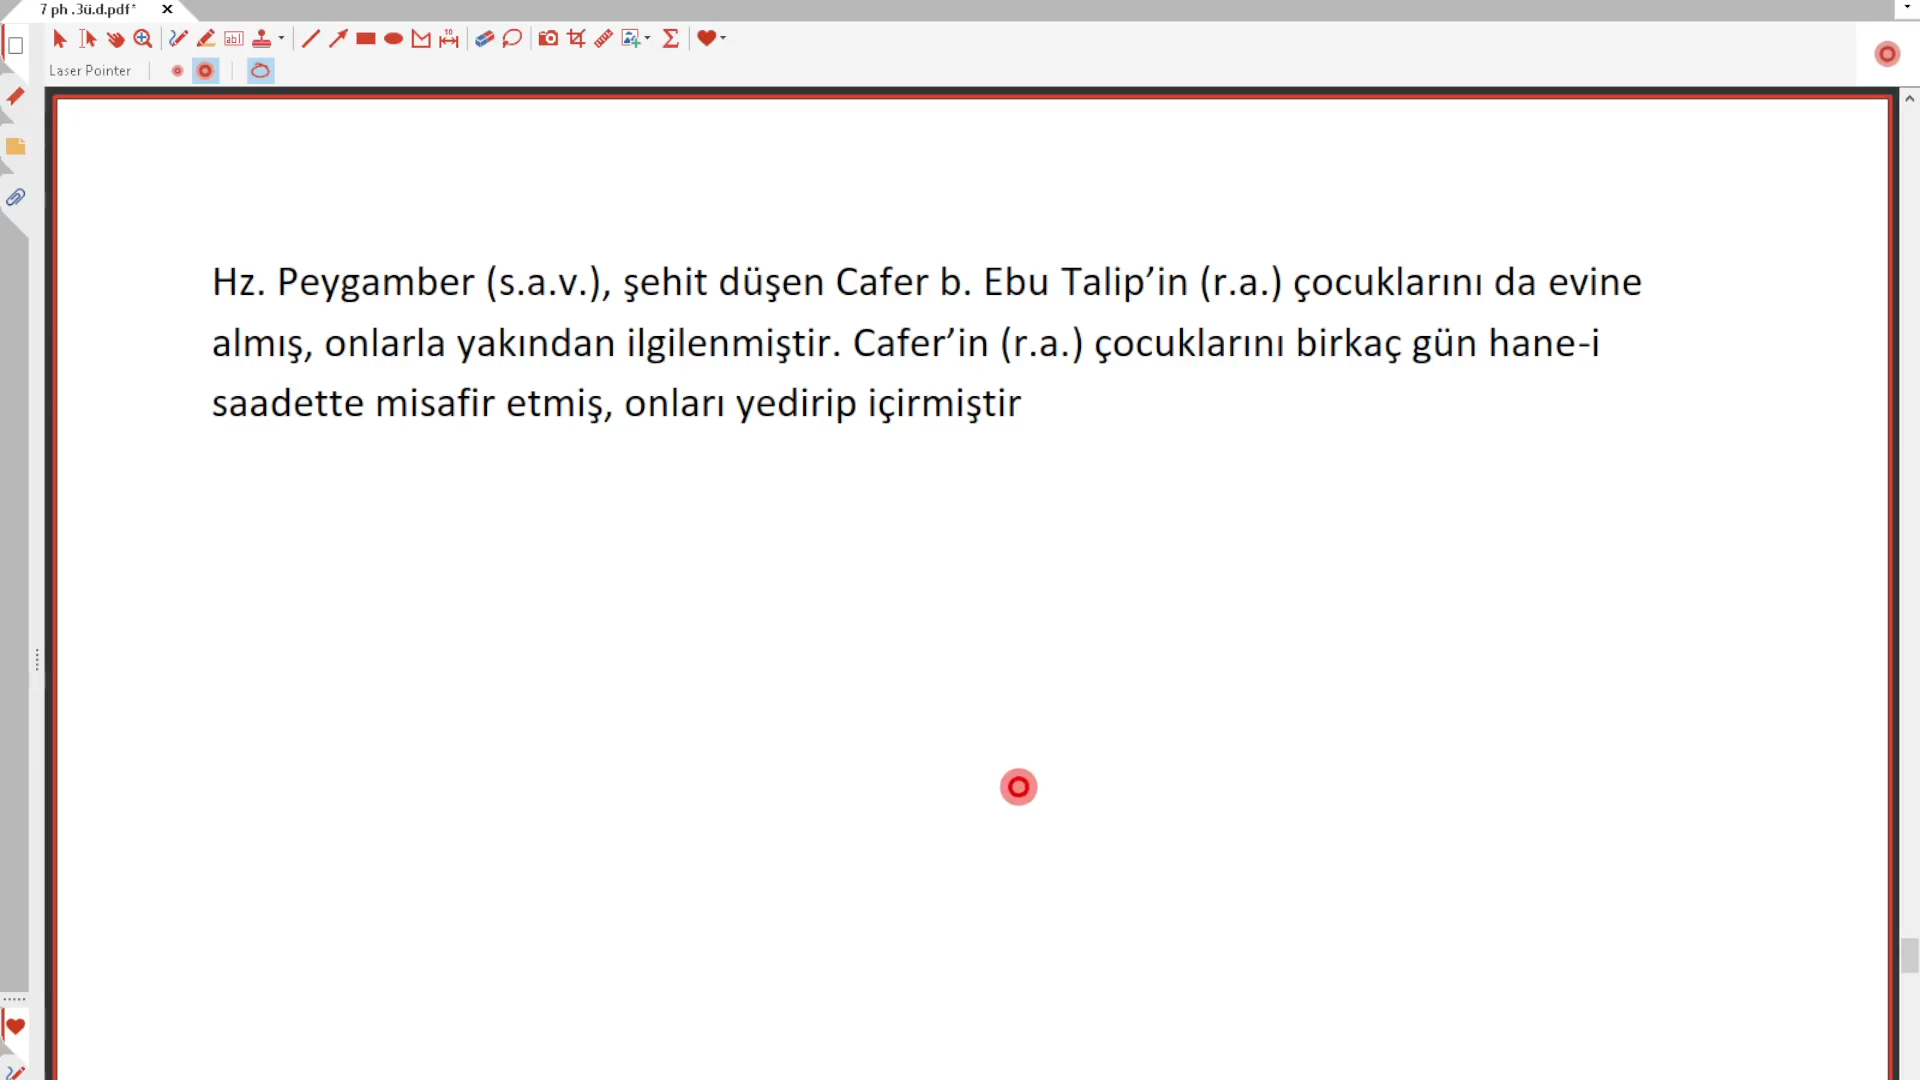 7 ph .3ü.d.pdf*
Laser Pointer
Hz. Peygamber (s.a.v.), şehit düşen Cafer b. Ebu Talip’in (r.a.) çocuklarını da evine
almış, onlarla yakından ilgilenmiştir. Cafer’in (r.a.) çocuklarını birkaç gün hane-i
saadette misafir etmiş, onları yedirip içirmiştir